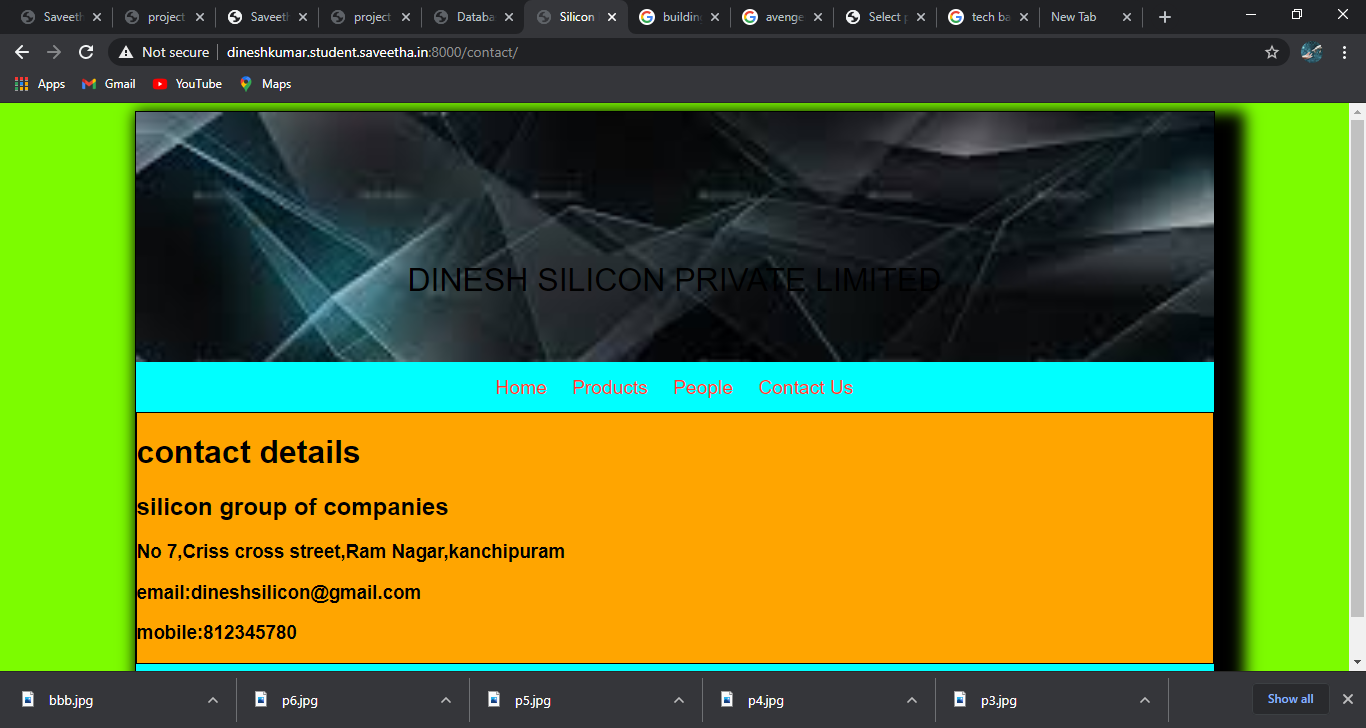 Saveeth project Saveeth project Databa Silicon building avenge Select p tech ba New Tab
Not secure dineshkumar.student.saveetha.in:8000/contact/
Apps Gmail YouTube Maps
DINESH SILICON PRIVATE LIMITED
Home Products People Contact Us
contact details
silicon group of companies
No 7,Criss cross street,Ram Nagar,kanchipuram
email:dineshsilicon@gmail.com
mobile:812345780
bbb.jpg p6.jpg p5.jpg p4.jpg p3.jpg Show all